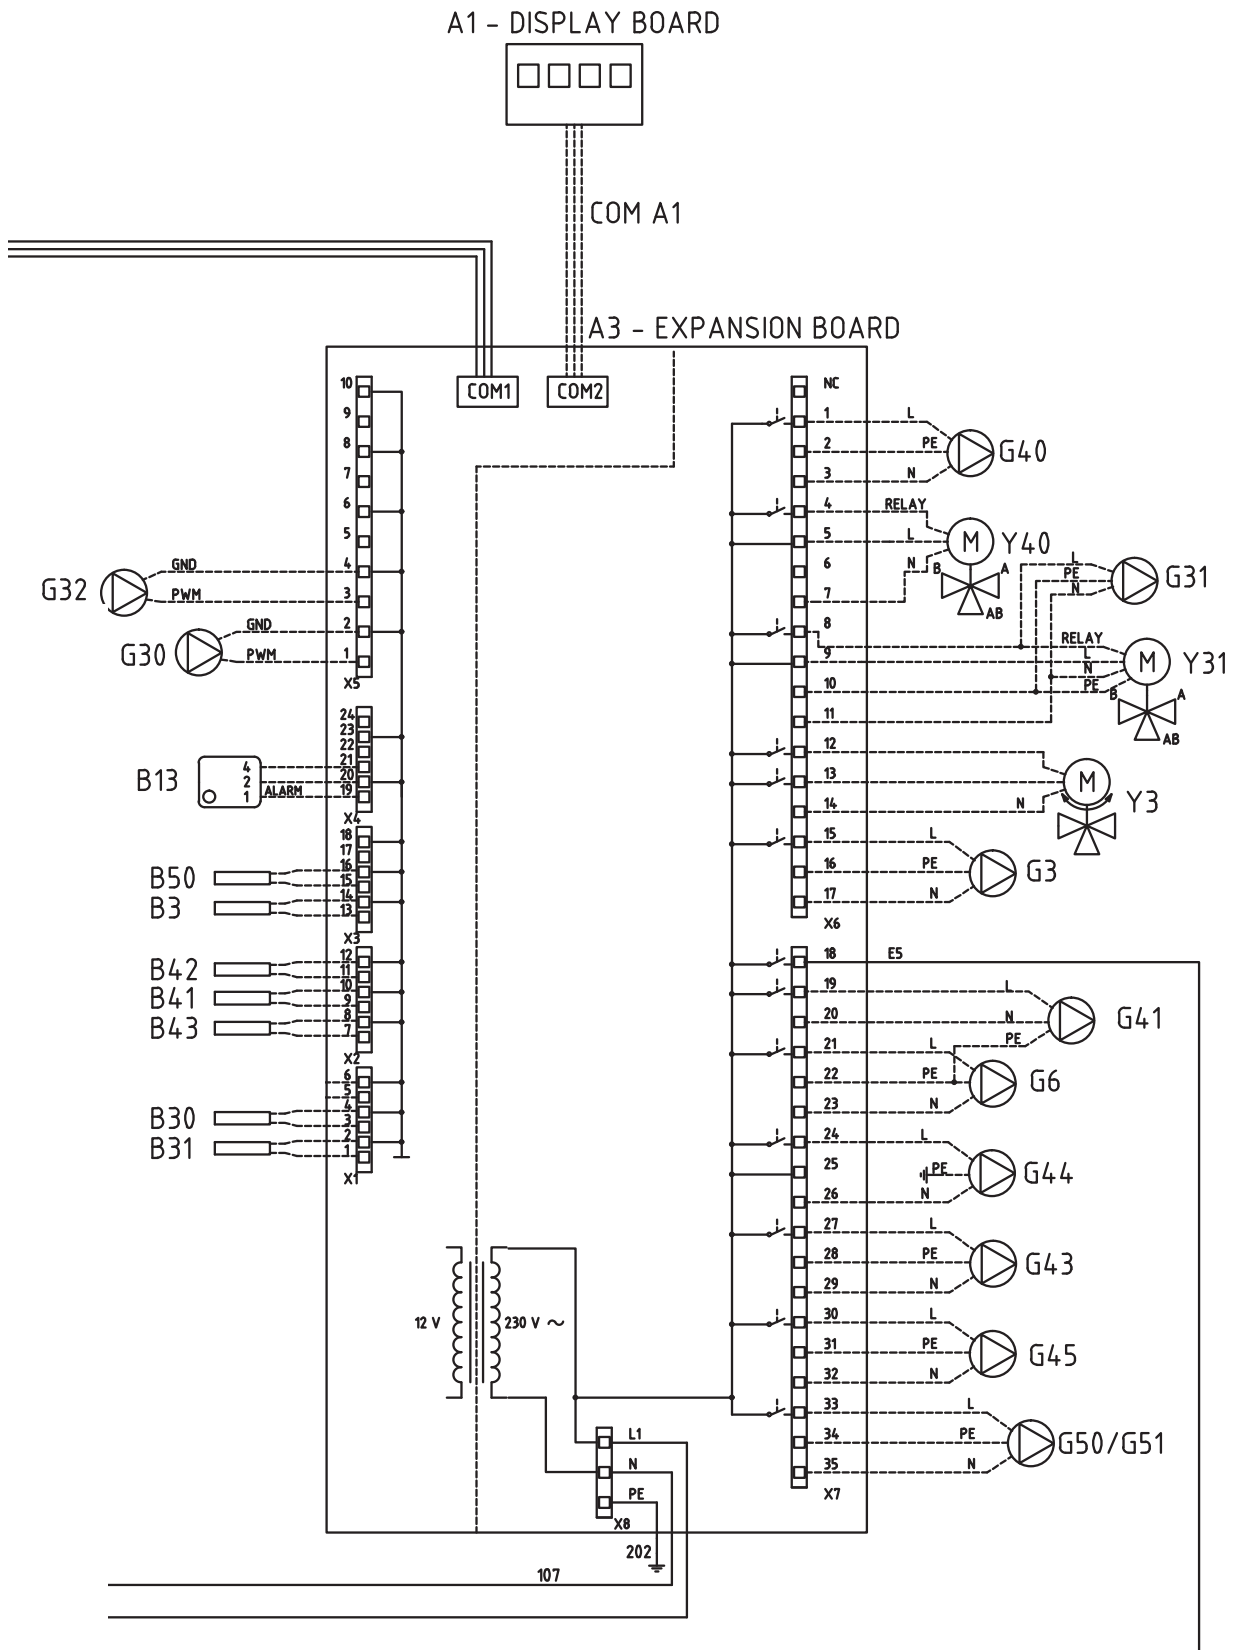 A1 - DISPLAY BOARD
COM A1
A3 - EXPANSION BOARD
COM1
COM2
10
9
8
7
6
5
4
3
2
1
X5
GND
PWM
G32
GND
PWM
G30
24
23
22
21
20
19
X4
B13
4
2
1
ALARM
18
17
16
15
14
13
X3
B50
B3
12
11
10
9
8
7
X2
B42
B41
B43
6
5
4
3
2
1
X1
B30
B31
12 V
230 V ~
L1
N
PE
X8
202
107
NC
1 L
2 PE
3 N
G40
4 RELAY
5 L
6 N
7
M
Y40
B
A
AB
8
9
10
11
L
PE
N
G31
RELAY
L
N
PE
M
Y31
B
A
AB
12
13
14 N
M
Y3
15 L
16 PE
17 N
G3
X6
18 E5
19 L
20 N
PE
G41
21 L
22 PE
23 N
G6
24 L
25 PE
26 N
G44
27 L
28 PE
29 N
G43
30 L
31 PE
32 N
G45
33 L
34 PE
35 N
G50/G51
X7